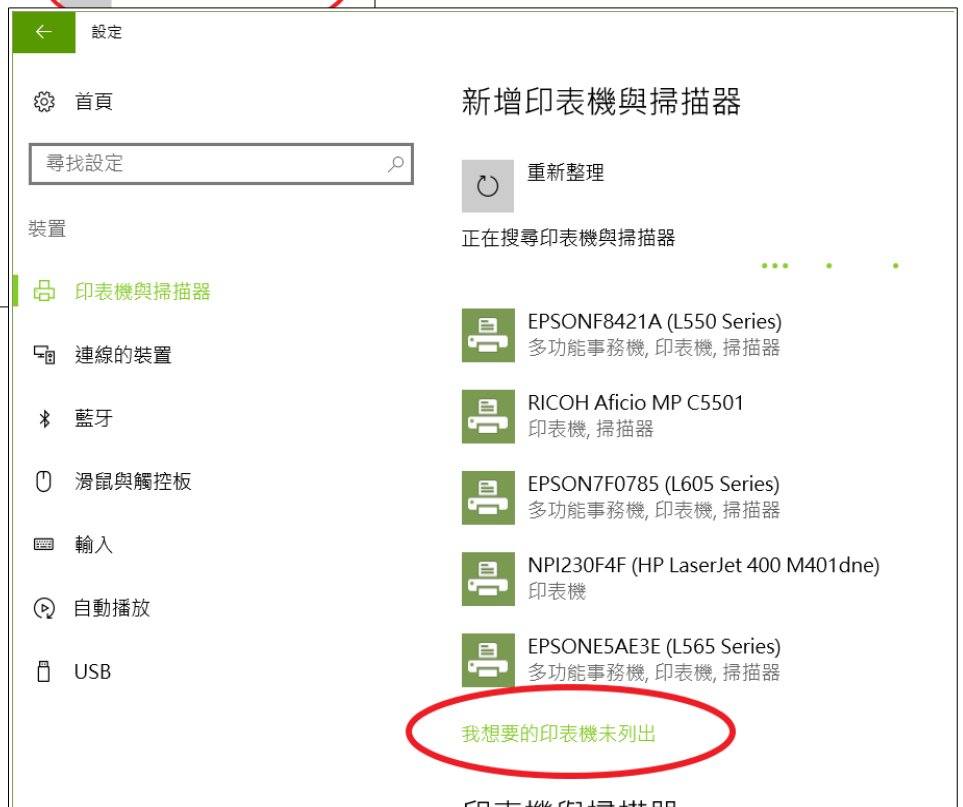 設定
首頁
尋找設定
裝置
印表機與掃描器
連線的裝置
藍牙
滑鼠與觸控板
輸入
自動播放
USB
新增印表機與掃描器
重新整理
正在搜尋印表機與掃描器
EPSONF8421A (L550 Series)
多功能事務機, 印表機, 掃描器
RICOH Aficio MP C5501
印表機, 掃描器
EPSON7F0785 (L605 Series)
多功能事務機, 印表機, 掃描器
NPI230F4F (HP LaserJet 400 M401dne)
印表機
EPSONE5AE3E (L565 Series)
多功能事務機, 印表機, 掃描器
我想要的印表機未列出
印表機與掃描器